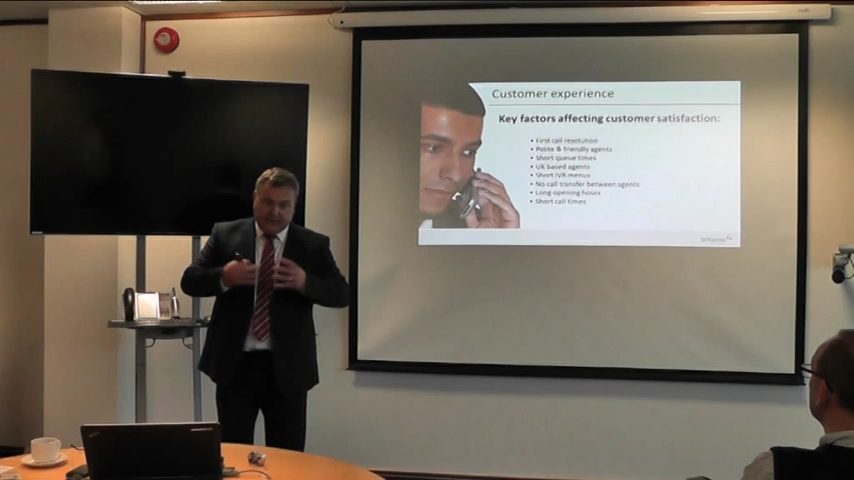 Customer experience
Key factors affecting customer satisfaction:
• First call resolution
• Polite & friendly agents
• Short queue times
• UK based agents
• Short IVR menus
• No call transfer between agents
• Long opening hours
• Short call times